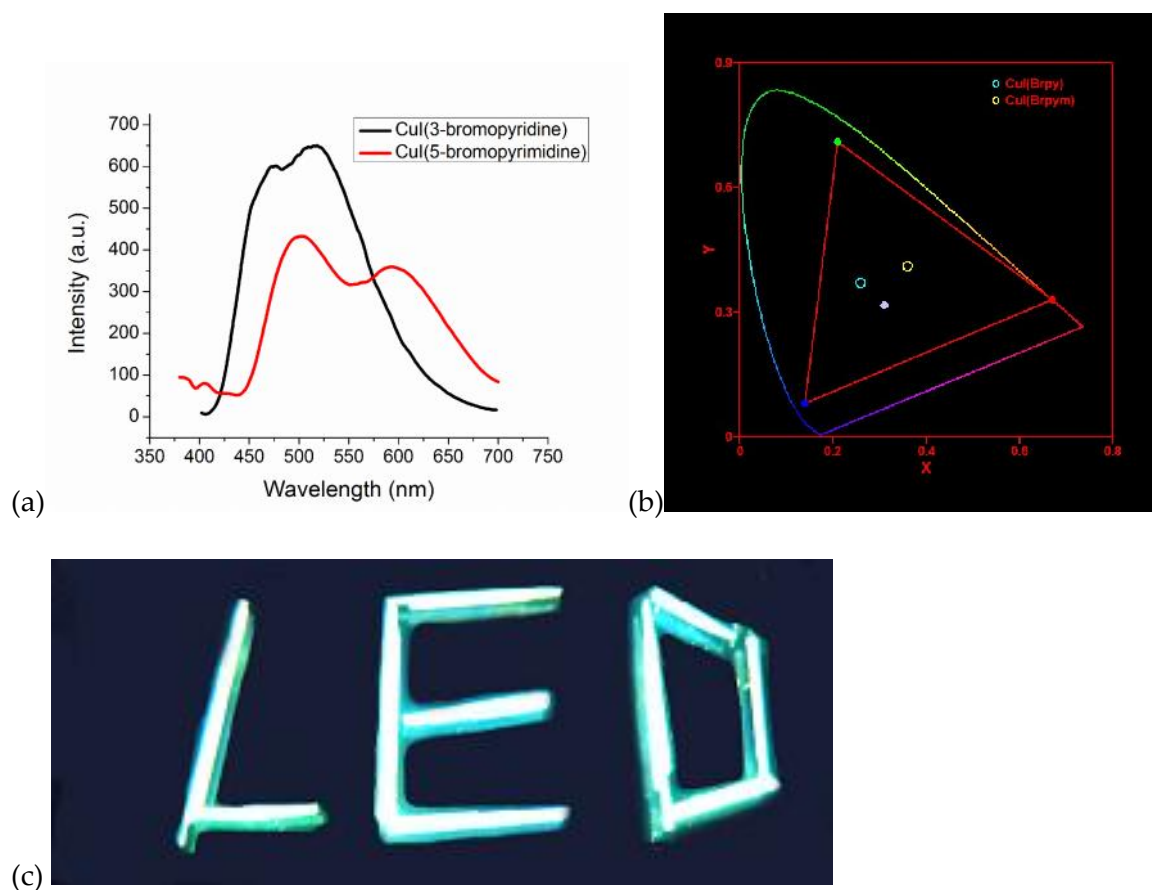 CuI(3-bromopyridine)
CuI(5-bromopyrimidine)
700
600
500
400
300
200
100
0
350 400 450 500 550 600 650 700 750
Intensity (a.u.)
Wavelength (nm)
(a)
0.9
0.6
0.3
0
0 0.2 0.4 0.6 0.8
Y
X
CuI(Brpy)
CuI(Brpym)
(b)
LED
(c)